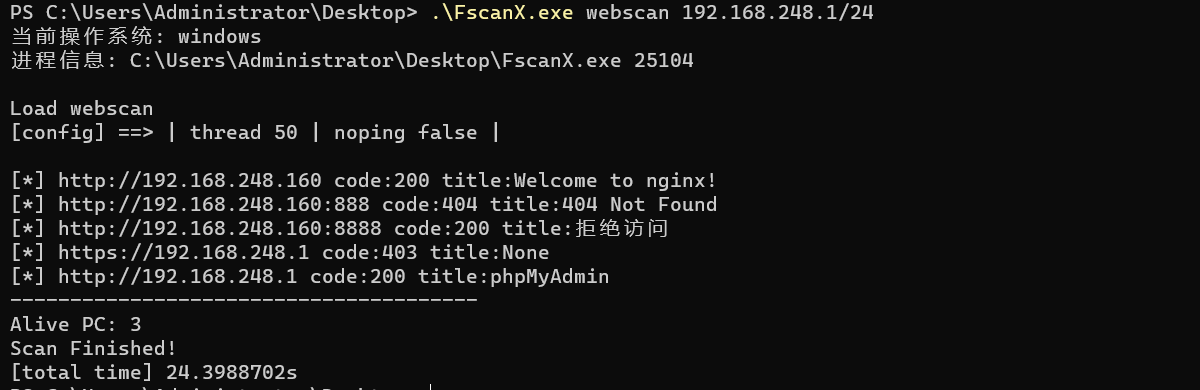 PS C:\Users\Administrator\Desktop> .\FscanX.exe webscan 192.168.248.1/24
当前操作系统: windows
进程信息: C:\Users\Administrator\Desktop\FscanX.exe 25104
Load webscan
[config] ==> | thread 50 | noping false |
[*] http://192.168.248.160 code:200 title:Welcome to nginx!
[*] http://192.168.248.160:888 code:404 title:404 Not Found
[*] http://192.168.248.160:8888 code:200 title:拒绝访问
[*] https://192.168.248.1 code:403 title:None
[*] http://192.168.248.1 code:200 title:phpMyAdmin
---------------------------------------
Alive PC: 3
Scan Finished!
[total time] 24.3988702s